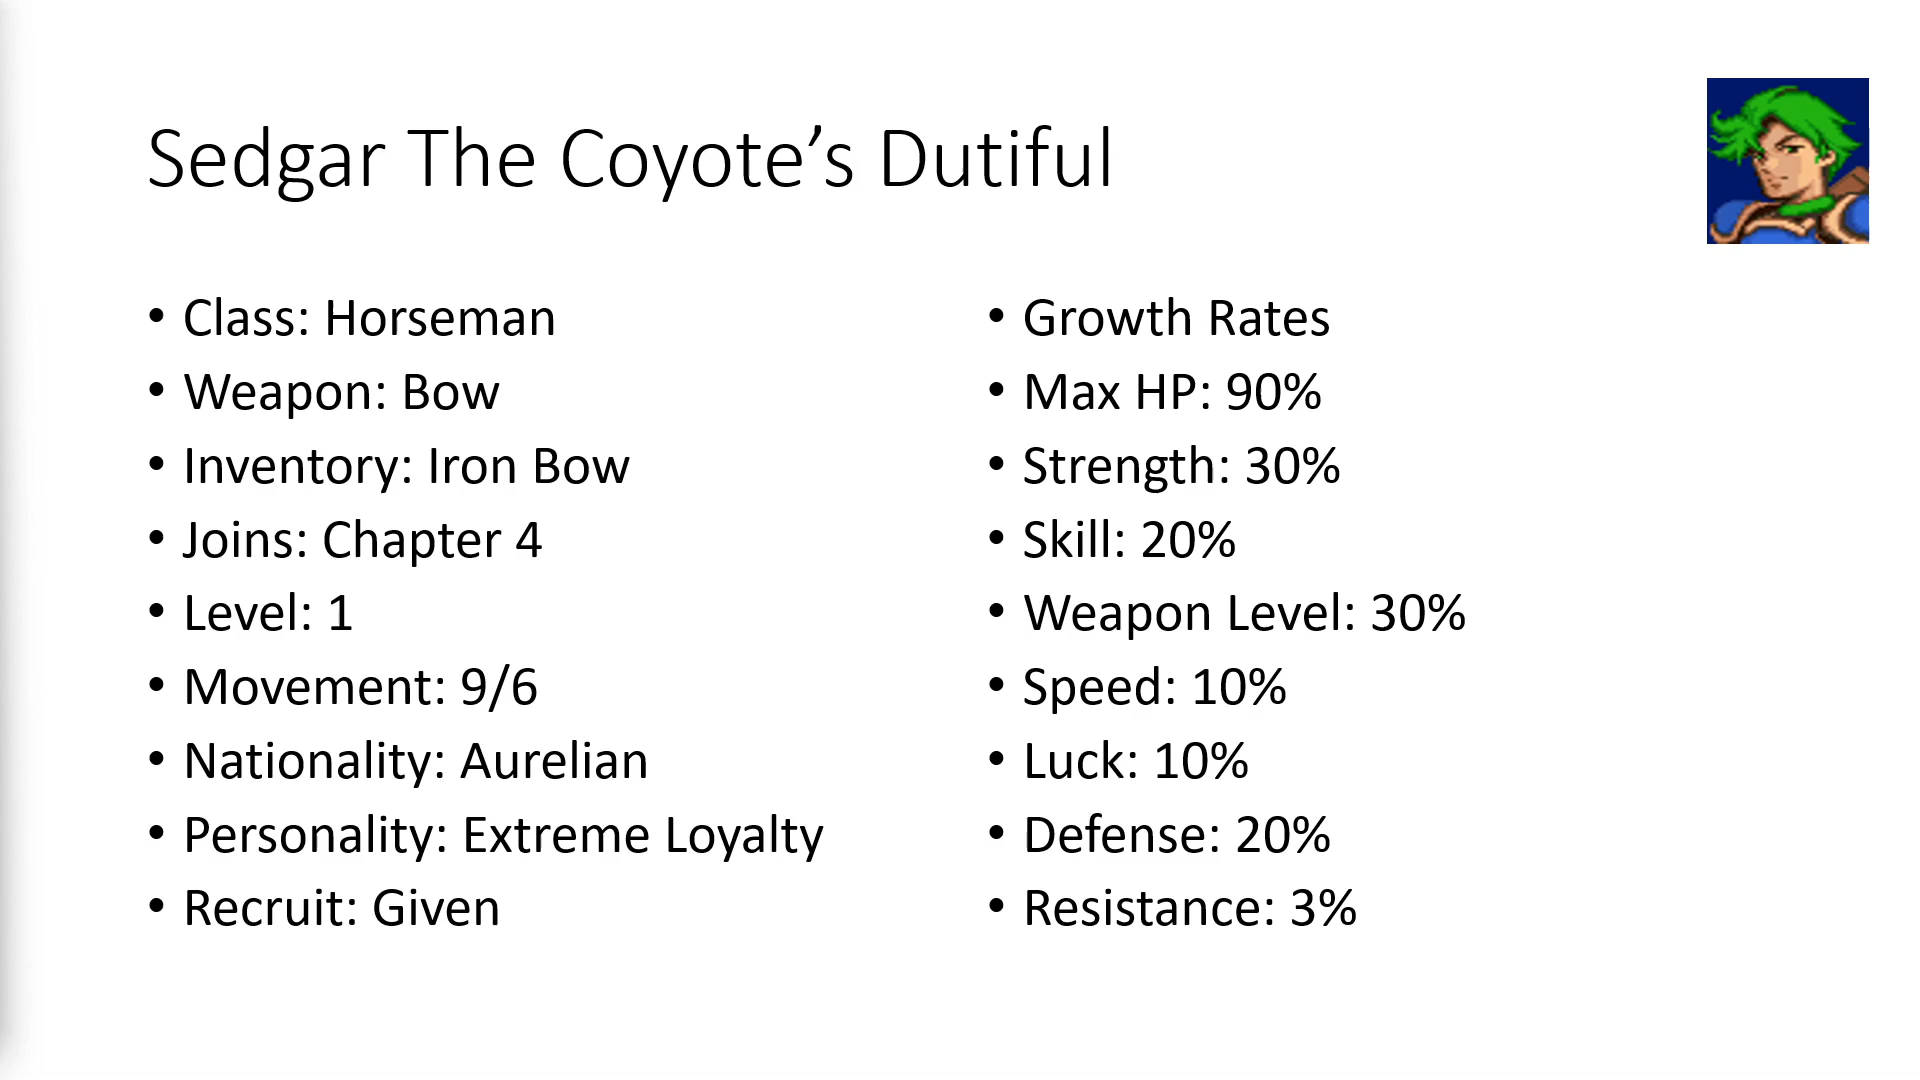 Sedgar The Coyote’s Dutiful
• Class: Horseman
• Weapon: Bow
• Inventory: Iron Bow
• Joins: Chapter 4
• Level: 1
• Movement: 9/6
• Nationality: Aurelian
• Personality: Extreme Loyalty
• Recruit: Given
• Growth Rates
• Max HP: 90%
• Strength: 30%
• Skill: 20%
• Weapon Level: 30%
• Speed: 10%
• Luck: 10%
• Defense: 20%
• Resistance: 3%